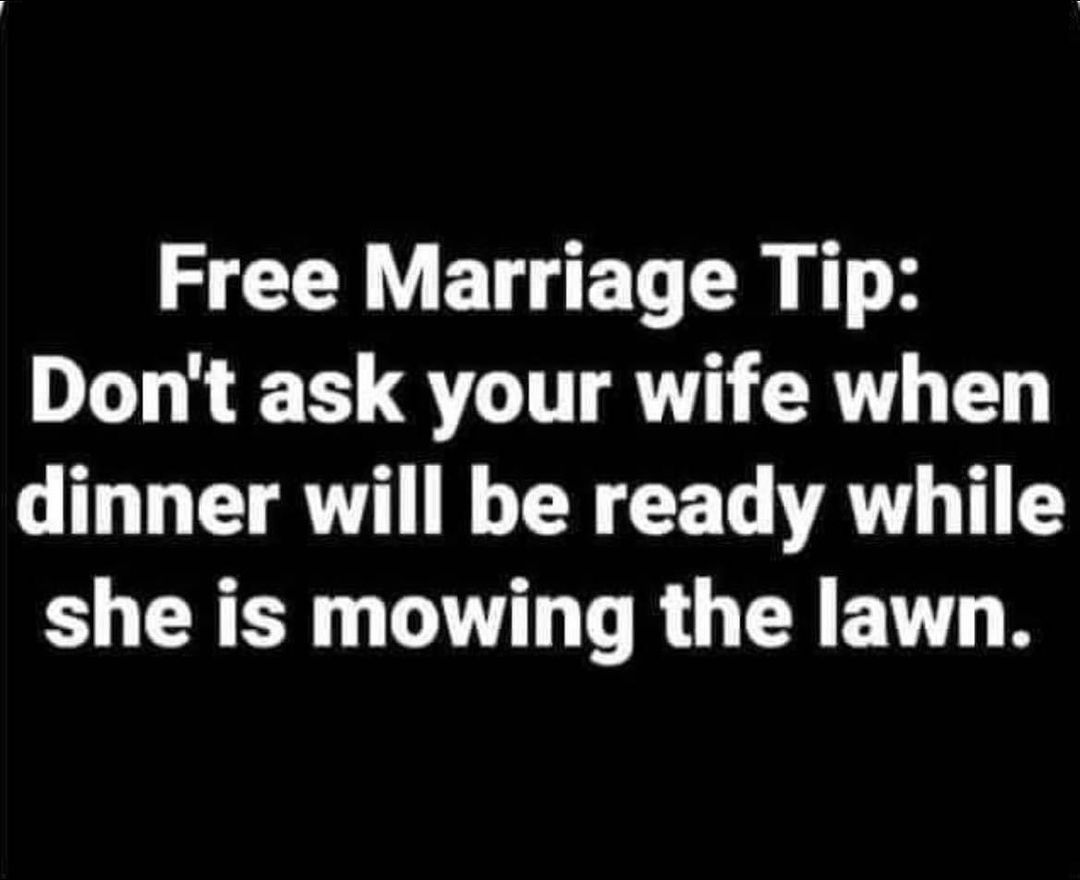 Free Marriage Tip:
Don't ask your wife when
dinner will be ready while
she is mowing the lawn.